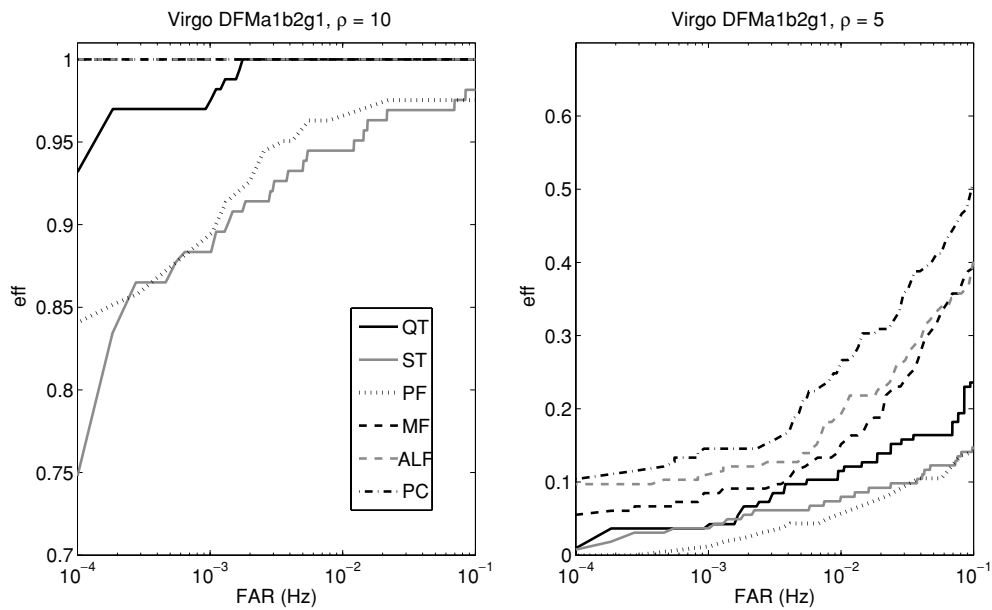 Virgo DFMa1b2g1, ρ = 10
1
0.95
0.9
0.85
0.8
0.75
0.7
eff
QT
ST
PF
MF
ALF
PC
10⁻⁴
10⁻³
10⁻²
10⁻¹
FAR (Hz)
Virgo DFMa1b2g1, ρ = 5
0.6
0.5
0.4
0.3
0.2
0.1
0
eff
10⁻⁴
10⁻³
10⁻²
10⁻¹
FAR (Hz)